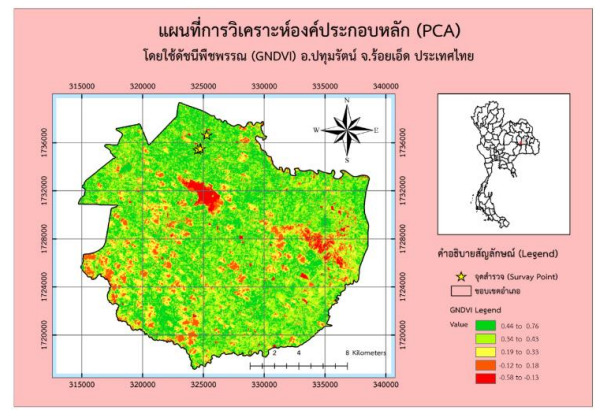 แผนที่การวิเคราะห์องค์ประกอบหลัก (PCA)
โดยใช้ดัชนีพืชพรรณ (GNDVI) อ.ปทุมรัตน์ จ.ร้อยเอ็ด ประเทศไทย
315000 320000 325000 330000 335000 340000
N
W E
S
1736000 1736000
1732000 1732000
1728000 1728000
1724000 1724000
1720000 1720000
2 4 8 Kilometers
315000 320000 325000 330000 335000 340000
คำอธิบายสัญลักษณ์ (Legend)
จุดสำรวจ (Survay Point)
ขอบเขตอำเภอ
GNDVI Legend
Value
0.44 to 0.76
0.34 to 0.43
0.19 to 0.33
-0.12 to 0.18
-0.58 to -0.13